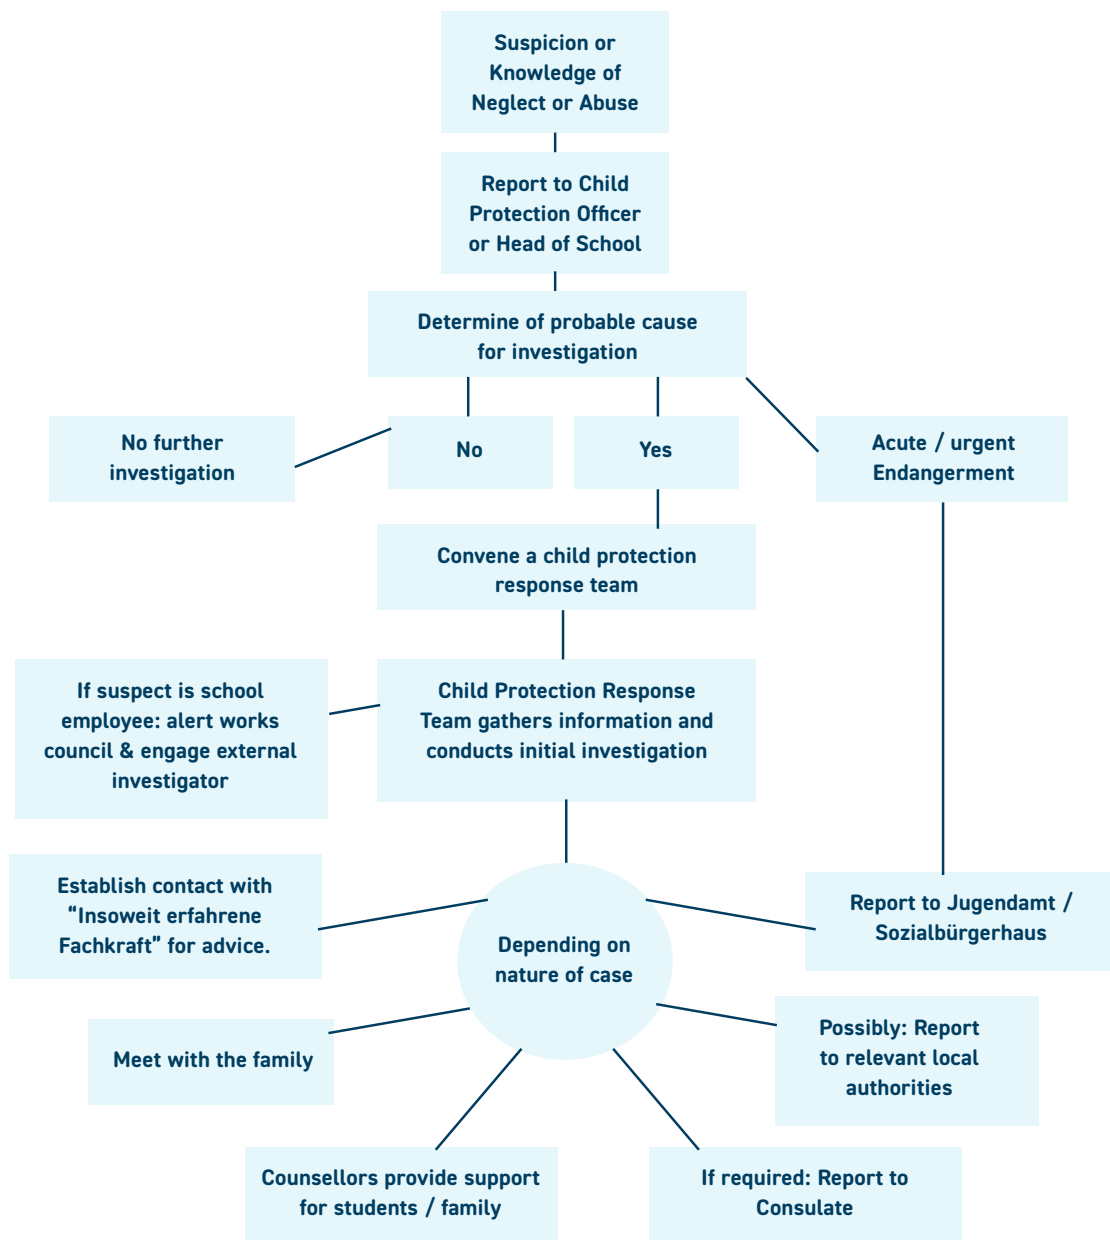 Suspicion or
Knowledge of
Neglect or Abuse
Report to Child
Protection Officer
or Head of School
Determine of probable cause
for investigation
No further
investigation
No
Yes
Acute / urgent
Endangerment
Convene a child protection
response team
If suspect is school
employee: alert works
council & engage external
investigator
Child Protection Response
Team gathers information and
conducts initial investigation
Establish contact with
“Insoweit erfahrene
Fachkraft” for advice.
Depending on
nature of case
Report to Jugendamt /
Sozialbürgerhaus
Meet with the family
Possibly: Report
to relevant local
authorities
Counsellors provide support
for students / family
If required: Report to
Consulate